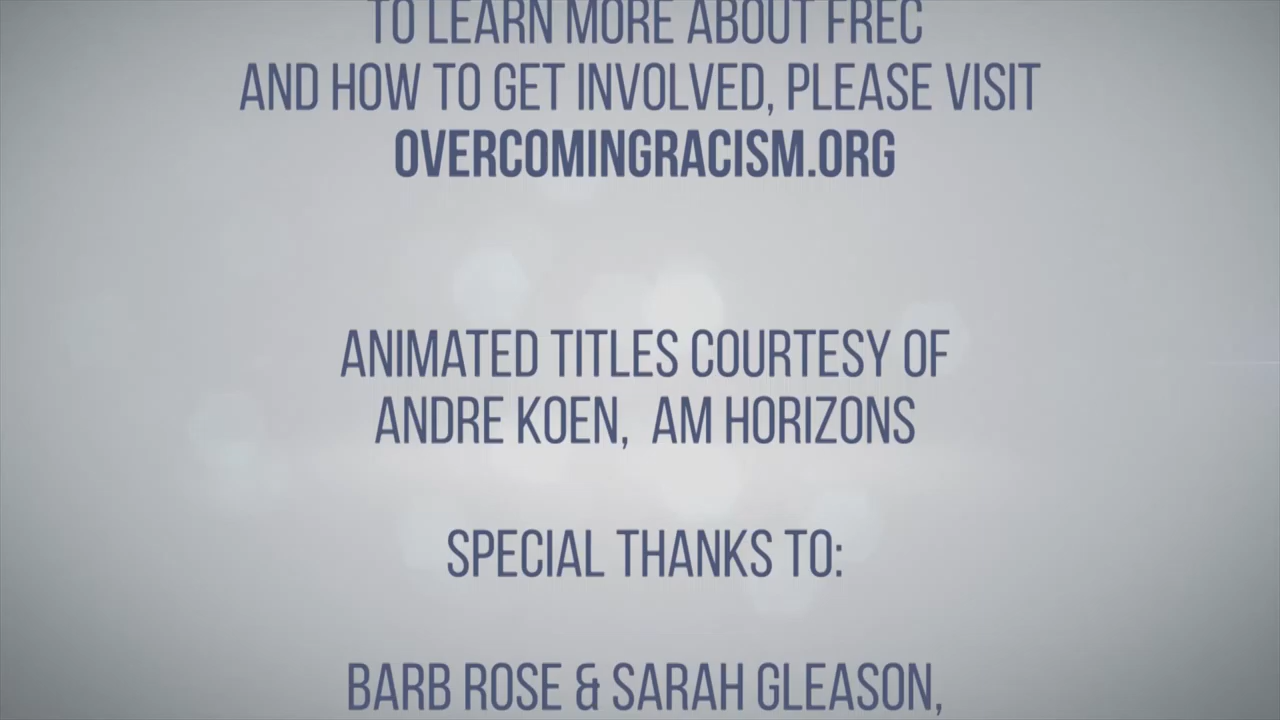 TO LEARN MORE ABOUT FREC
AND HOW TO GET INVOLVED, PLEASE VISIT
OVERCOMINGRACISM.ORG
ANIMATED TITLES COURTESY OF
ANDRE KOEN, AM HORIZONS
SPECIAL THANKS TO:
BARB ROSE & SARAH GLEASON,